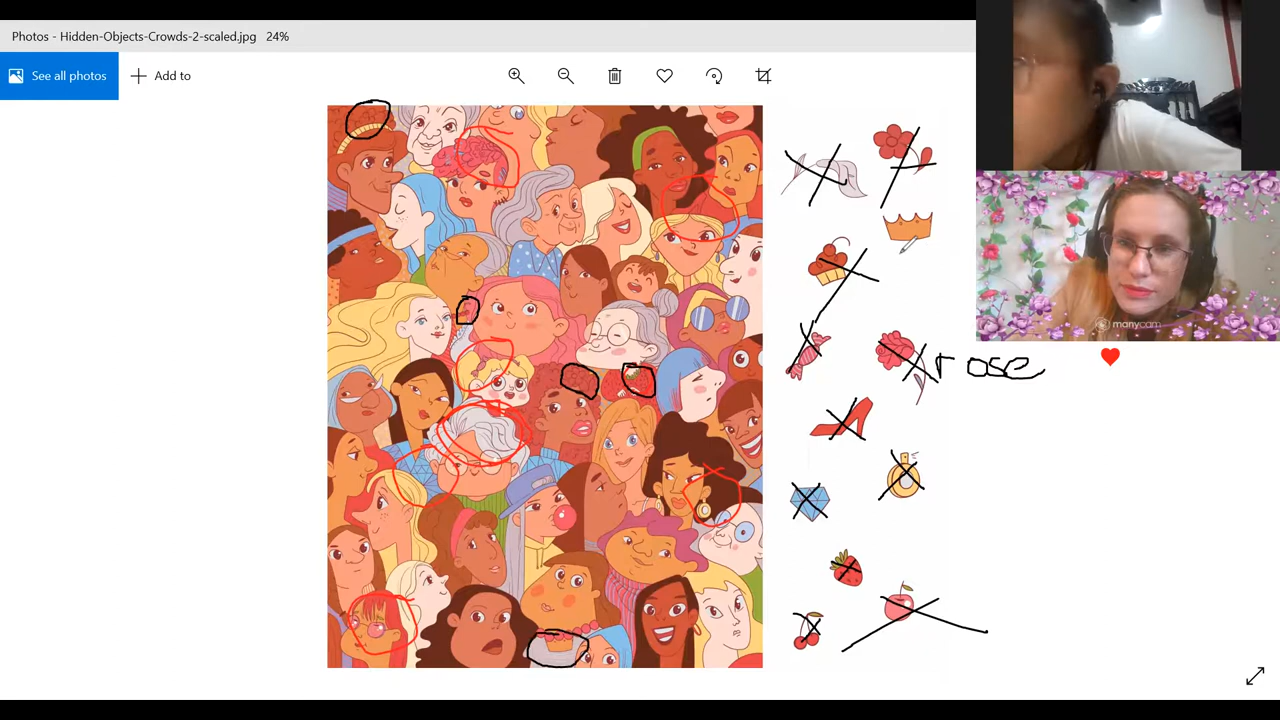 Photos - Hidden-Objects-Crowds-2-scaled.jpg 24%
See all photos
Add to
rose
manycam